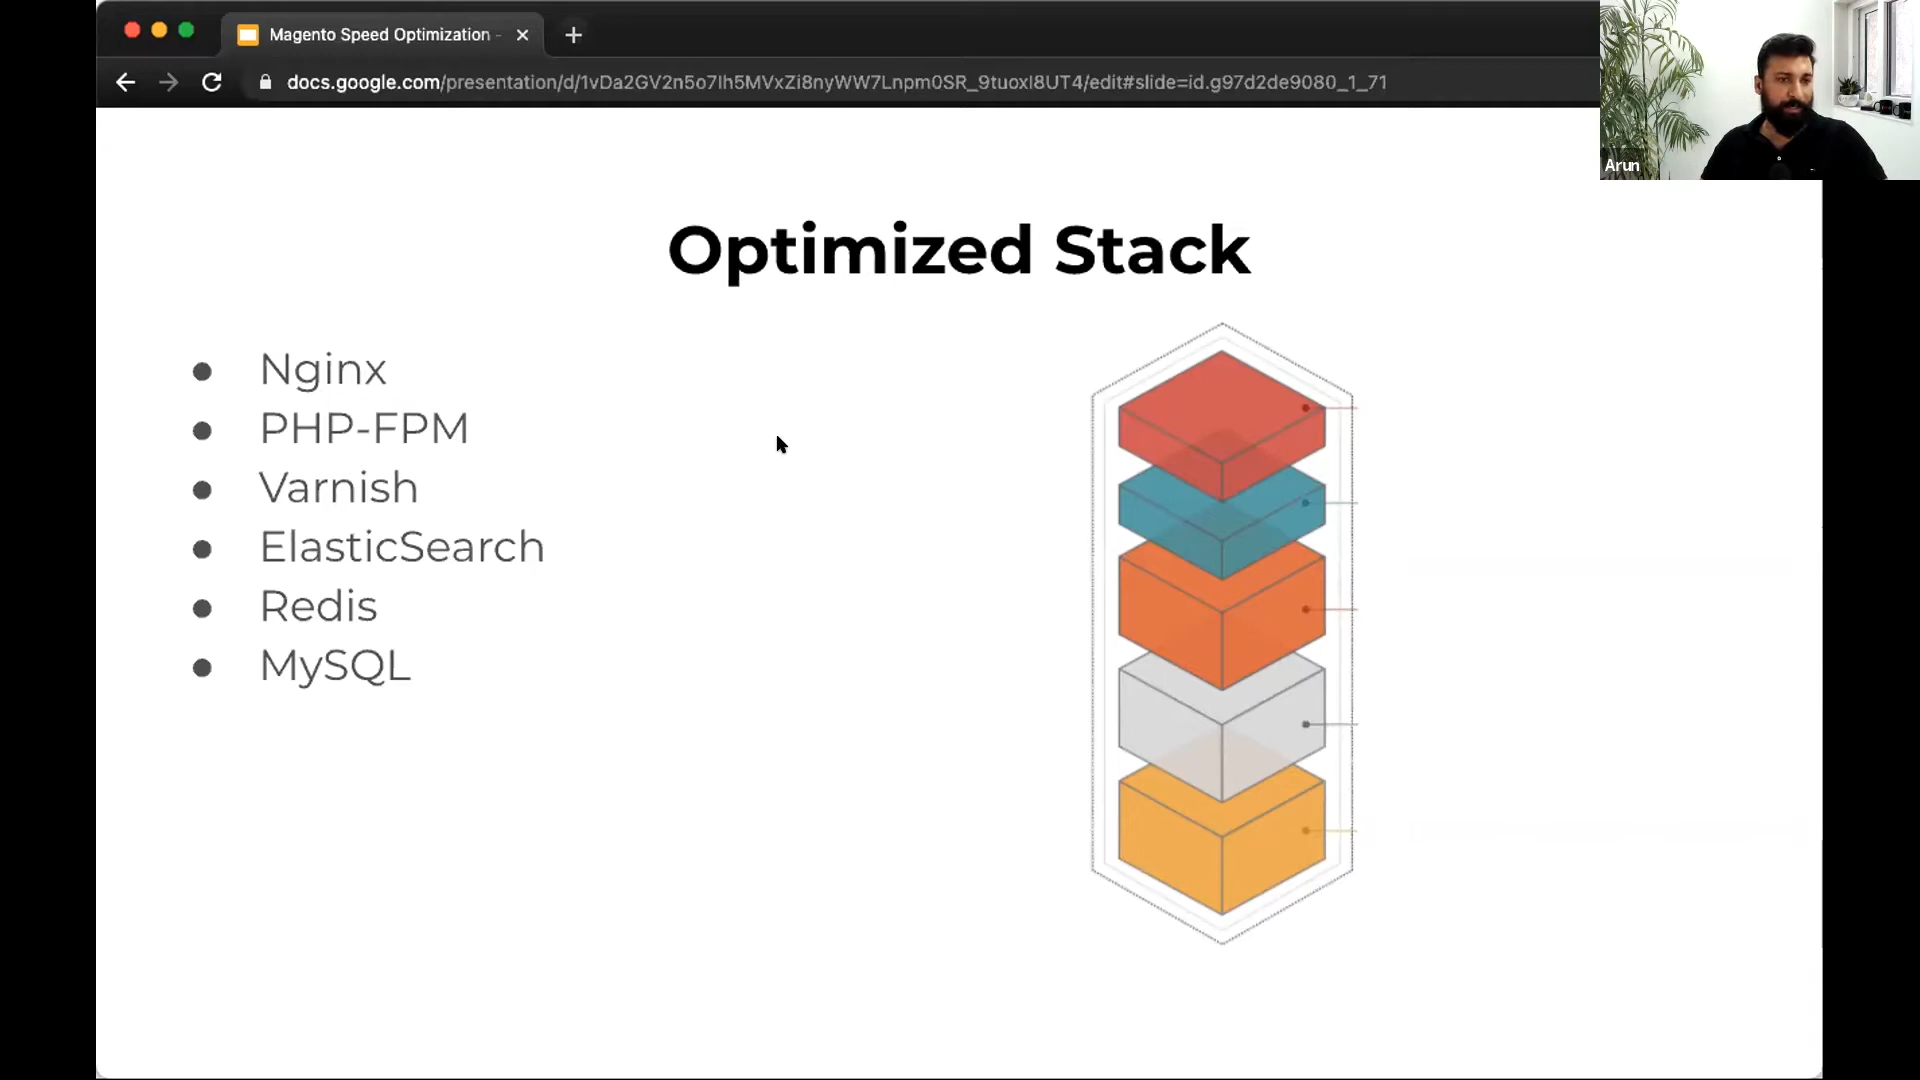 Magento Speed Optimization -
docs.google.com/presentation/d/1vDa2GV2n5o7lh5MVxZi8nyWW7Lnpm0SR_9tuoxl8UT4/edit#slide=id.g97d2de9080_1_71
Arun
Optimized Stack
● Nginx
● PHP-FPM
● Varnish
● ElasticSearch
● Redis
● MySQL